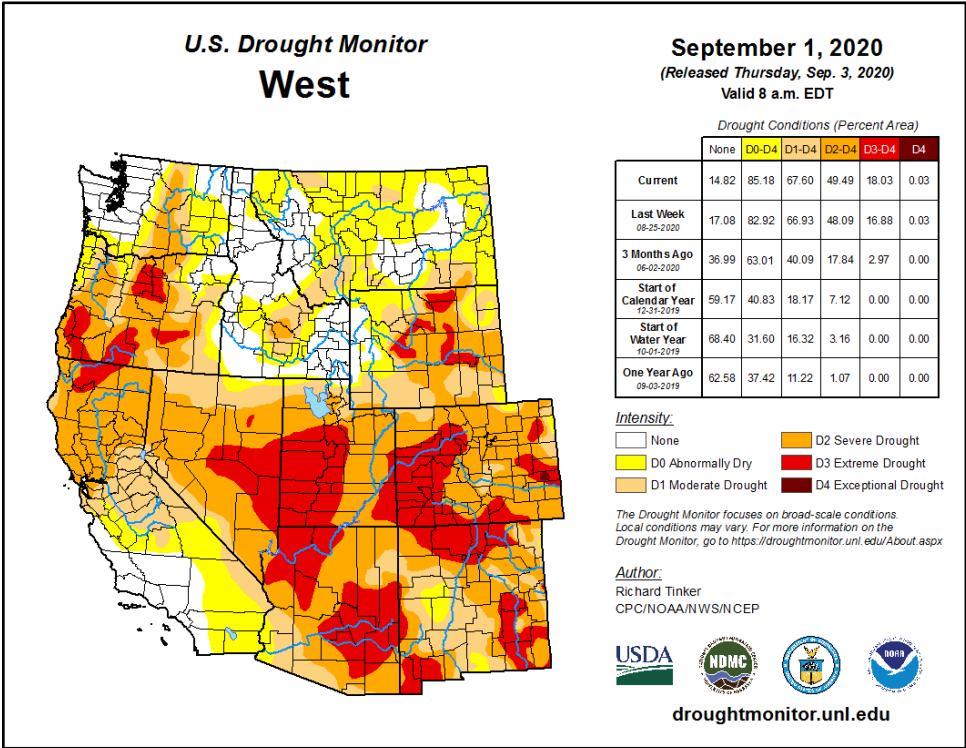 U.S. Drought Monitor
West
September 1, 2020
(Released Thursday, Sep. 3, 2020)
Valid 8 a.m. EDT
Drought Conditions (Percent Area)
None D0-D4 D1-D4 D2-D4 D3-D4 D4
Current 14.82 85.18 67.60 49.49 18.03 0.03
Last Week
08-25-2020 17.08 82.92 66.93 48.09 16.88 0.03
3 Months Ago
06-02-2020 36.99 63.01 40.09 17.84 2.97 0.00
Start of
Calendar Year
12-31-2019 59.17 40.83 18.17 7.12 0.00 0.00
Start of
Water Year
10-01-2019 68.40 31.60 16.32 3.16 0.00 0.00
One Year Ago
09-03-2019 62.58 37.42 11.22 1.07 0.00 0.00
Intensity:
None
D0 Abnormally Dry
D1 Moderate Drought
D2 Severe Drought
D3 Extreme Drought
D4 Exceptional Drought
The Drought Monitor focuses on broad-scale conditions.
Local conditions may vary. For more information on the
Drought Monitor, go to https://droughtmonitor.unl.edu/About.aspx
Author:
Richard Tinker
CPC/NOAA/NWS/NCEP
USDA
NDMC
NOAA
droughtmonitor.unl.edu